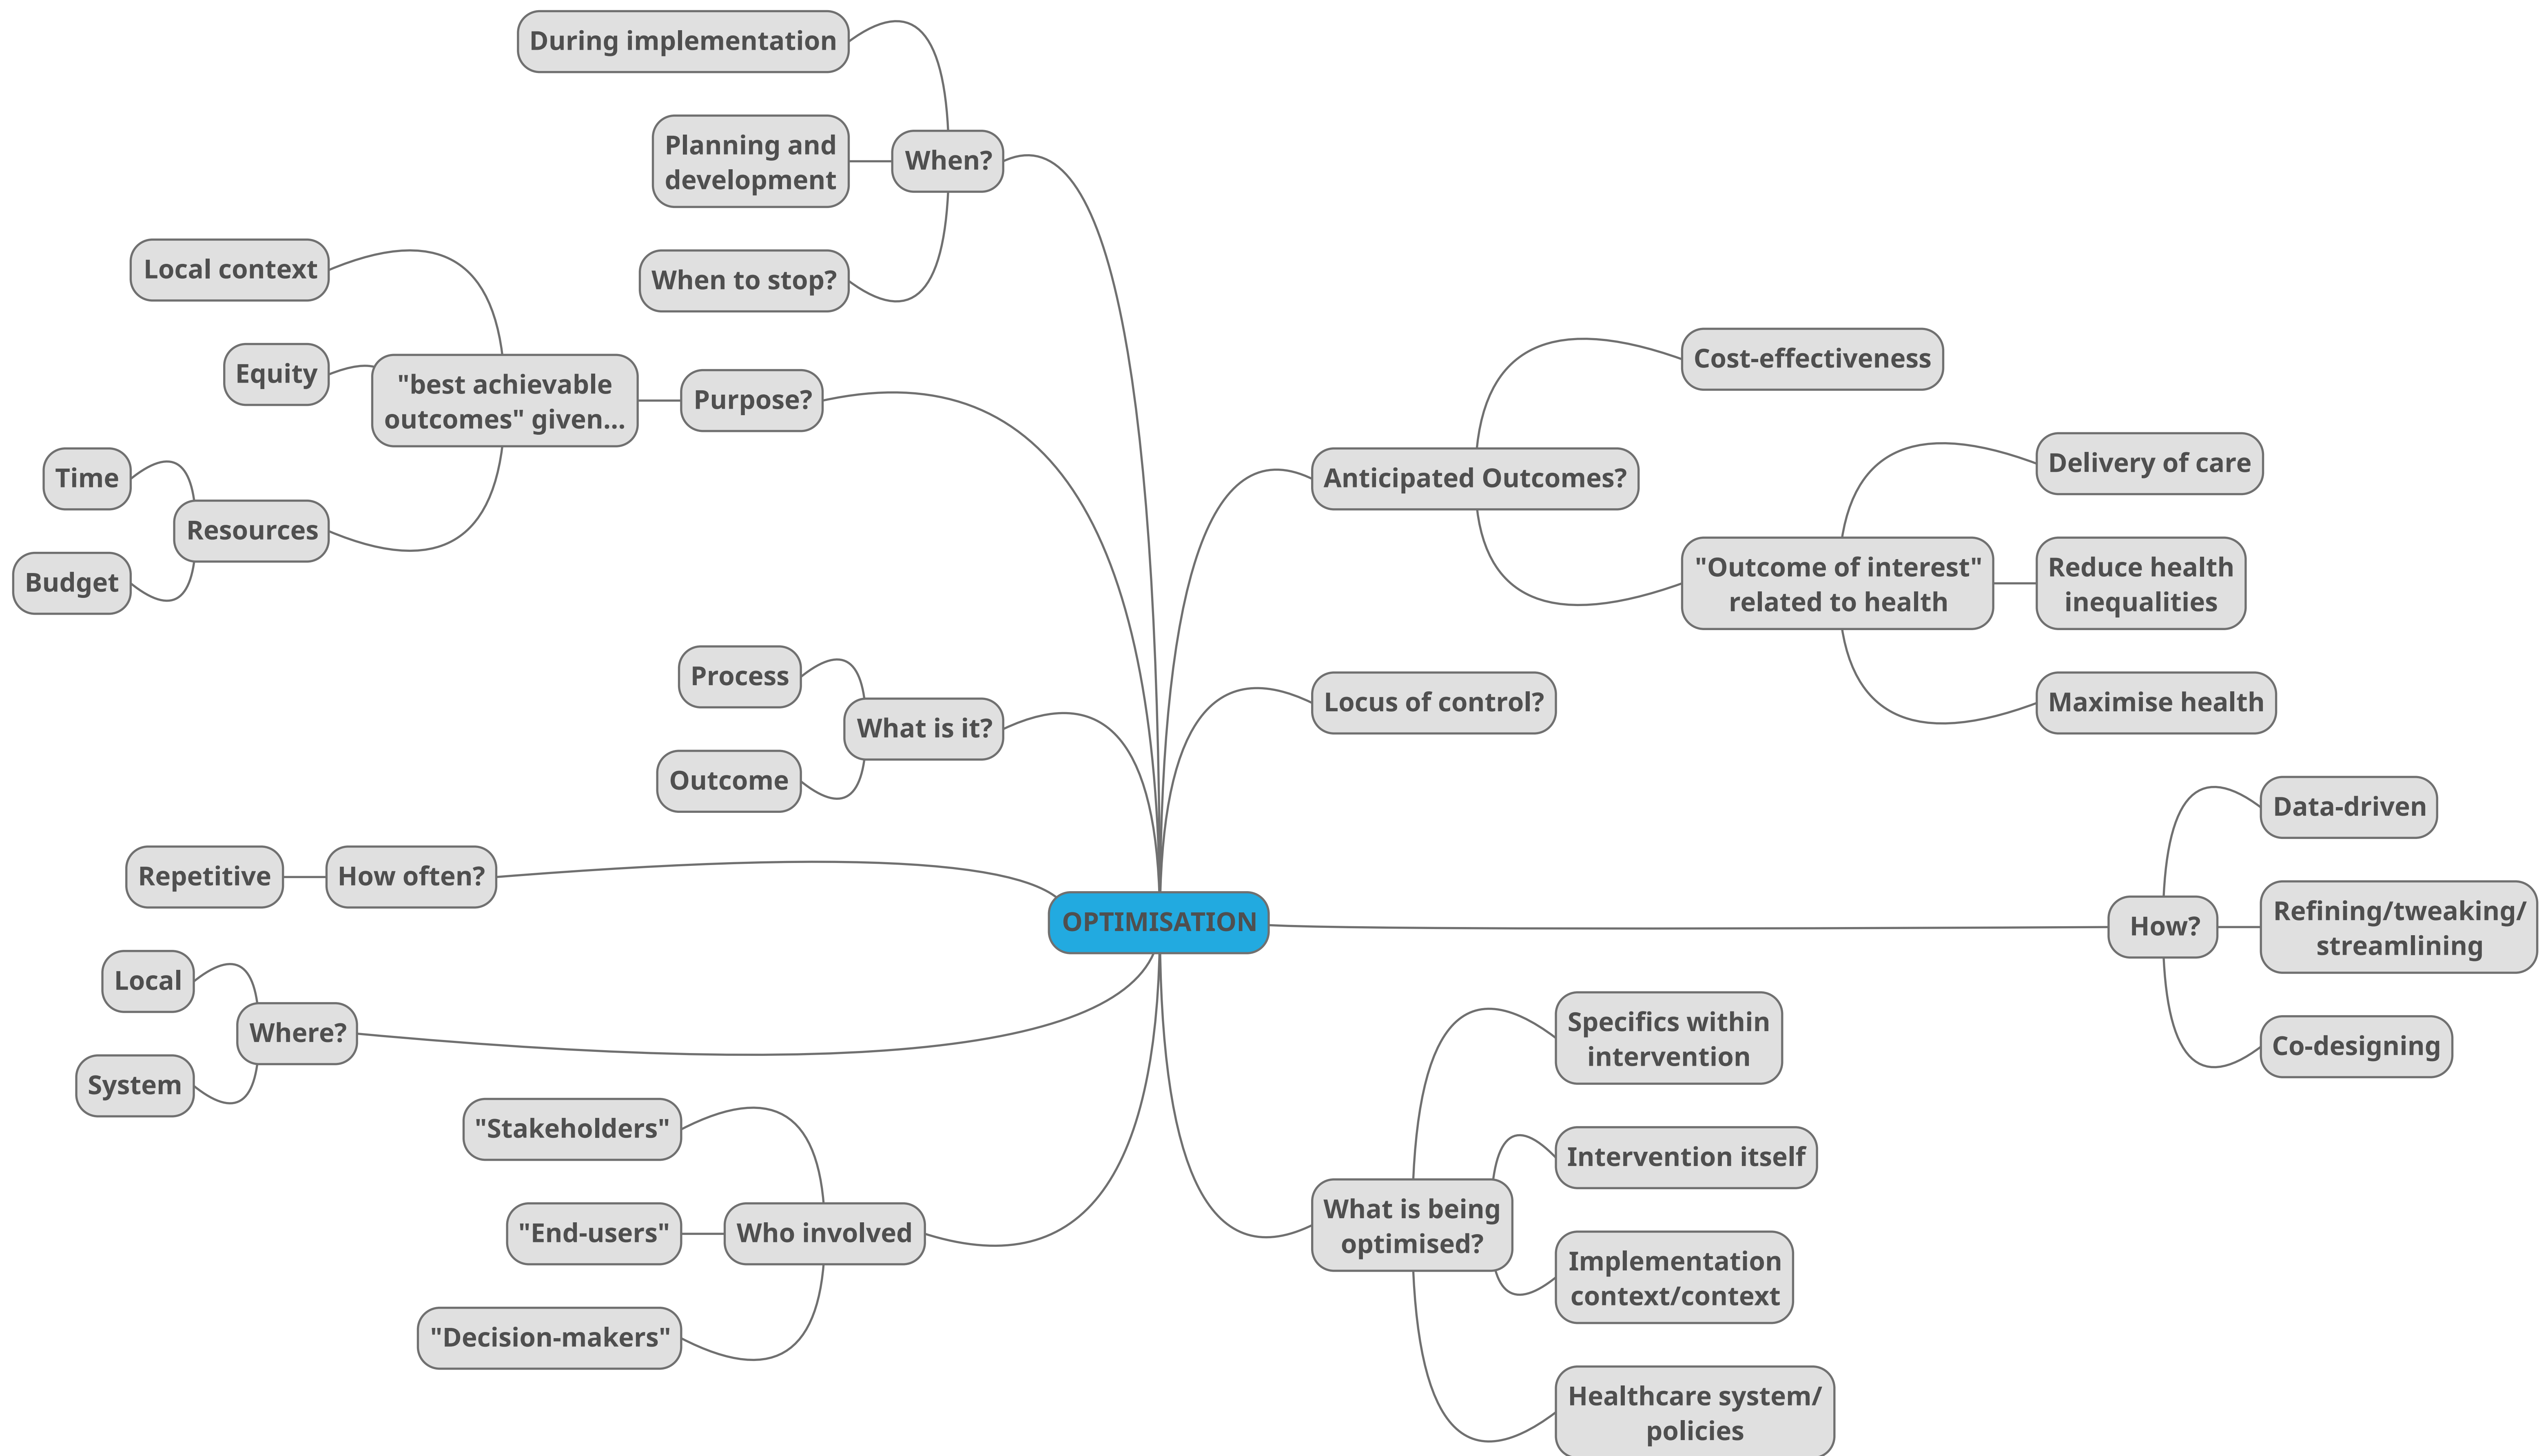 During implementation
Planning and
development
When?
When to stop?
Local context
Equity
"best achievable
outcomes" given...
Purpose?
Time
Resources
Budget
Process
What is it?
Outcome
Repetitive
How often?
Local
Where?
System
"Stakeholders"
"End-users"
Who involved
"Decision-makers"
OPTIMISATION
Cost-effectiveness
Anticipated Outcomes?
Delivery of care
"Outcome of interest"
related to health
Reduce health
inequalities
Maximise health
Locus of control?
Data-driven
How?
Refining/tweaking/
streamlining
Co-designing
Specifics within
intervention
Intervention itself
What is being
optimised?
Implementation
context/context
Healthcare system/
policies